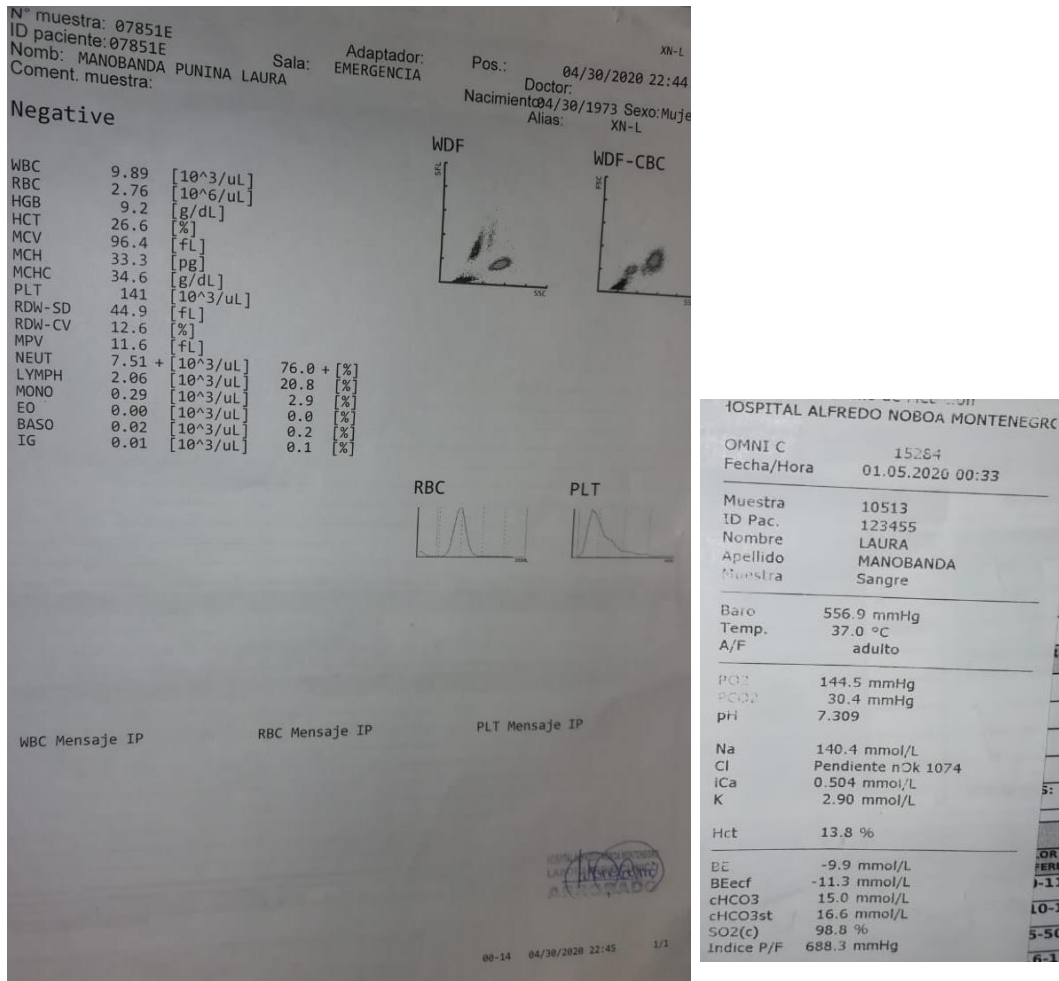 N° muestra: 07851E
ID paciente: 07851E
Nomb: MANOBANDA PUNINA LAURA
Coment. muestra:
Sala:
Adaptador:
EMERGENCIA
Pos.:
XN-L
04/30/2020 22:44
Doctor:
Nacimiento04/30/1973 Sexo:Muje
Alias: XN-L
Negative
WDF
WDF-CBC
SFL
SSC
FSC
WBC 9.89 [10^3/uL]
RBC 2.76 [10^6/uL]
HGB 9.2 [g/dL]
HCT 26.6 [%]
MCV 96.4 [fL]
MCH 33.3 [pg]
MCHC 34.6 [g/dL]
PLT 141 [10^3/uL]
RDW-SD 44.9 [fL]
RDW-CV 12.6 [%]
MPV 11.6 [fL]
NEUT 7.51 + [10^3/uL] 76.0 + [%]
LYMPH 2.06 [10^3/uL] 20.8 [%]
MONO 0.29 [10^3/uL] 2.9 [%]
EO 0.00 [10^3/uL] 0.0 [%]
BASO 0.02 [10^3/uL] 0.2 [%]
IG 0.01 [10^3/uL] 0.1 [%]
RBC
PLT
WBC Mensaje IP
RBC Mensaje IP
PLT Mensaje IP
00-14 04/30/2020 22:45 1/1
HOSPITAL ALFREDO NOBOA MONTENEGRO
OMNI C 15284
Fecha/Hora 01.05.2020 00:33
Muestra 10513
ID Pac. 123455
Nombre LAURA
Apellido MANOBANDA
Muestra Sangre
Baro 556.9 mmHg
Temp. 37.0 ºC
A/F adulto
PO2 144.5 mmHg
PCO2 30.4 mmHg
pH 7.309
Na 140.4 mmol/L
Cl Pendiente nOk 1074
iCa 0.504 mmol/L
K 2.90 mmol/L
Hct 13.8 %
BE -9.9 mmol/L
BEecf -11.3 mmol/L
cHCO3 15.0 mmol/L
cHCO3st 16.6 mmol/L
SO2(c) 98.8 %
Indice P/F 688.3 mmHg